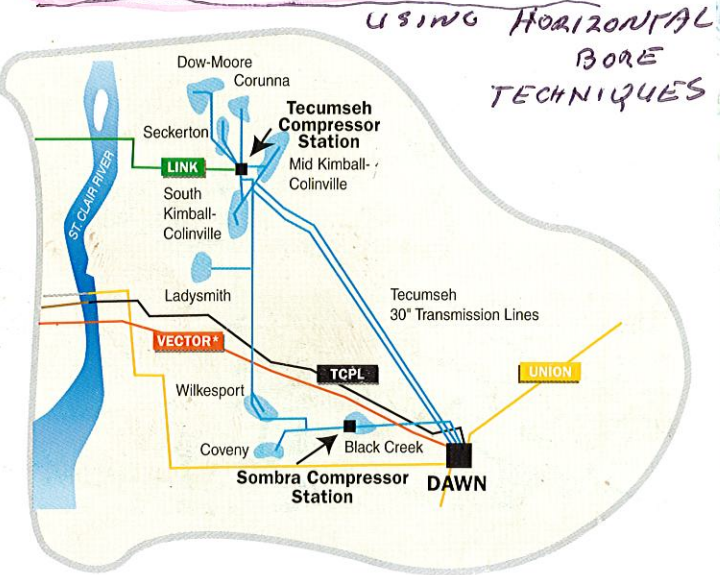 USING HORIZONTAL
BORE
TECHNIQUES
Dow-Moore
Corunna
Tecumseh
Compressor
Station
Seckerton
LINK
Mid Kimball-
Colinville
South
Kimball-
Colinville
ST. CLAIR RIVER
Ladysmith
Tecumseh
30" Transmission Lines
VECTOR*
TCPL
UNION
Wilkesport
Coveny
Black Creek
Sombra Compressor
Station
DAWN